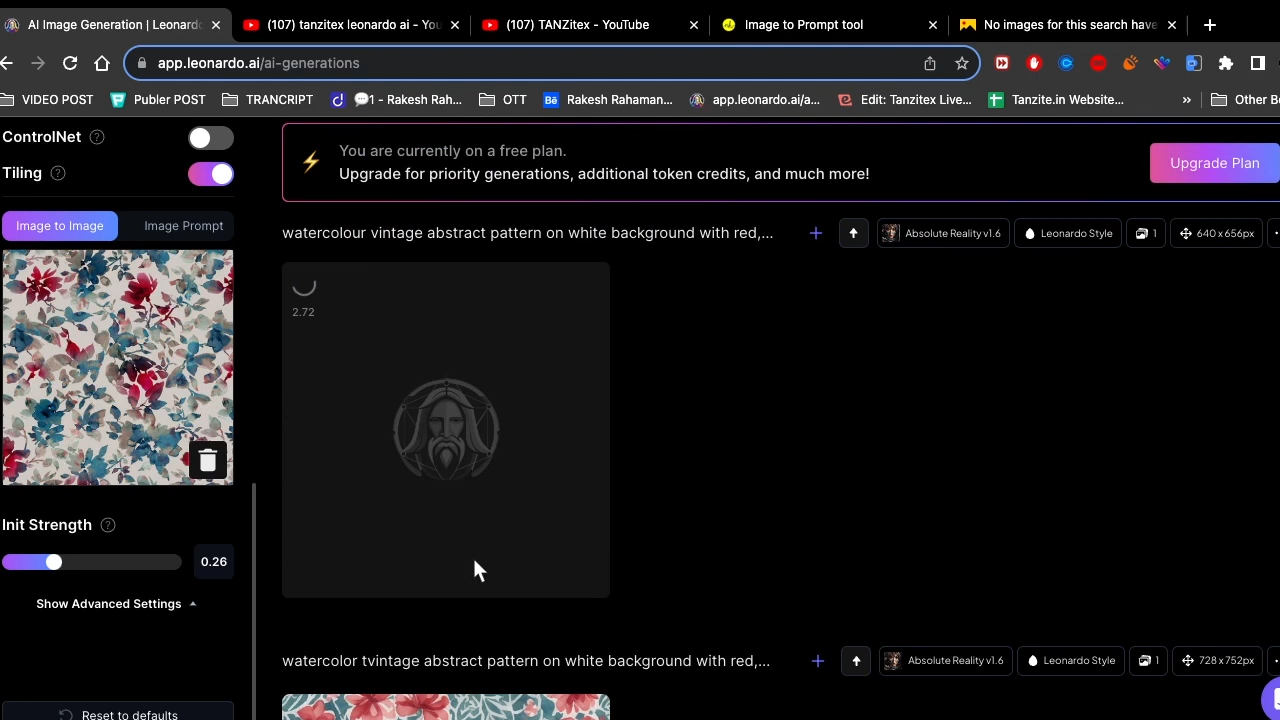 AI Image Generation | Leonardo
(107) tanzitex leonardo ai - You
(107) TANZitex - YouTube
Image to Prompt tool
No images for this search have
app.leonardo.ai/ai-generations
VIDEO POST
Publer POST
TRANCRIPT
1 - Rakesh Rah...
OTT
Rakesh Rahaman...
app.leonardo.ai/a...
Edit: Tanzitex Live...
Tanzite.in Website...
»
Other B
ControlNet ?
Tiling ?
You are currently on a free plan.
Upgrade for priority generations, additional token credits, and much more!
Upgrade Plan
Image to Image
Image Prompt
watercolour vintage abstract pattern on white background with red,...
Absolute Reality v1.6
Leonardo Style
1
640 x 656px
2.72
Init Strength ?
0.26
Show Advanced Settings
watercolor tvintage abstract pattern on white background with red,...
Absolute Reality v1.6
Leonardo Style
1
728 x 752px
Reset to defaults